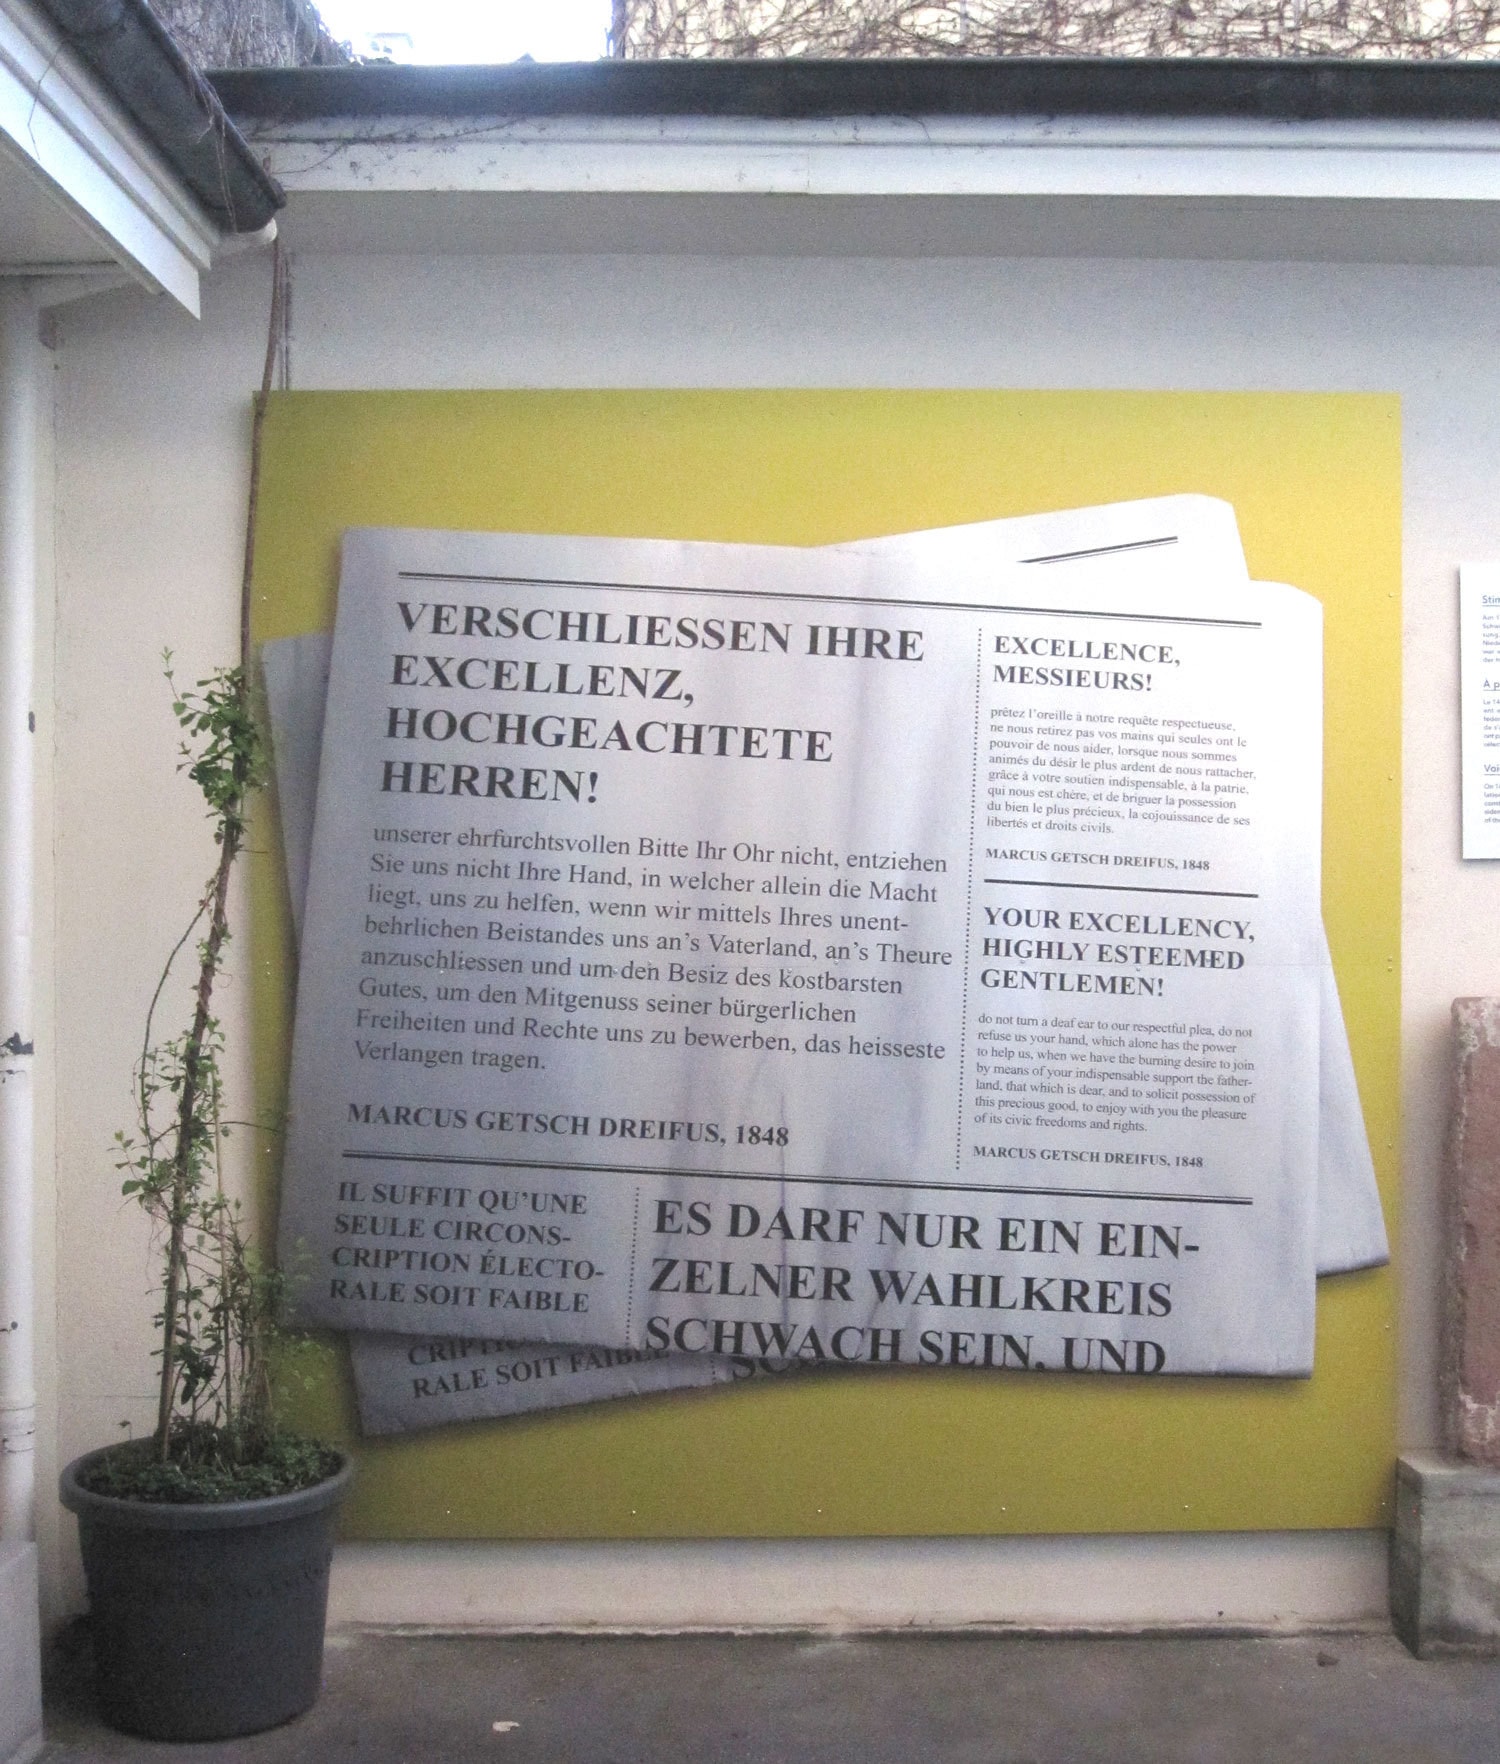 VERSCHLIESSEN IHRE
EXCELLENZ,
HOCHGEACHTETE
HERREN!
unserer ehrfurchtsvollen Bitte Ihr Ohr nicht, entziehen
Sie uns nicht Ihre Hand, in welcher allein die Macht
liegt, uns zu helfen, wenn wir mittels Ihres unent-
behrlichen Beistandes uns an's Vaterland, an's Theure
anzuschliessen und um den Besiz des kostbarsten
Gutes, um den Mitgenuss seiner bürgerlichen
Freiheiten und Rechte uns zu bewerben, das heisseste
Verlangen tragen.
MARCUS GETSCH DREIFUS, 1848
EXCELLENCE,
MESSIEURS!
prêtez l'oreille à notre requête respectueuse,
ne nous retirez pas vos mains qui seules ont le
pouvoir de nous aider, lorsque nous sommes
animés du désir le plus ardent de nous rattacher,
grâce à votre soutien indispensable, à la patrie,
qui nous est chère, et de briguer la possession
du bien le plus précieux, la cojouissance de ses
libertés et droits civils.
MARCUS GETSCH DREIFUS, 1848
YOUR EXCELLENCY,
HIGHLY ESTEEMED
GENTLEMEN!
do not turn a deaf ear to our respectful plea, do not
refuse us your hand, which alone has the power
to help us, when we have the burning desire to join
by means of your indispensable support the father-
land, that which is dear, and to solicit possession of
this precious good, to enjoy with you the pleasure
of its civic freedoms and rights.
MARCUS GETSCH DREIFUS, 1848
IL SUFFIT QU'UNE
SEULE CIRCONS-
CRIPTION ÉLECTO-
RALE SOIT FAIBLE
ES DARF NUR EIN EIN-
ZELNER WAHLKREIS
SCHWACH SEIN, UND
RALE SOIT FAIBLE